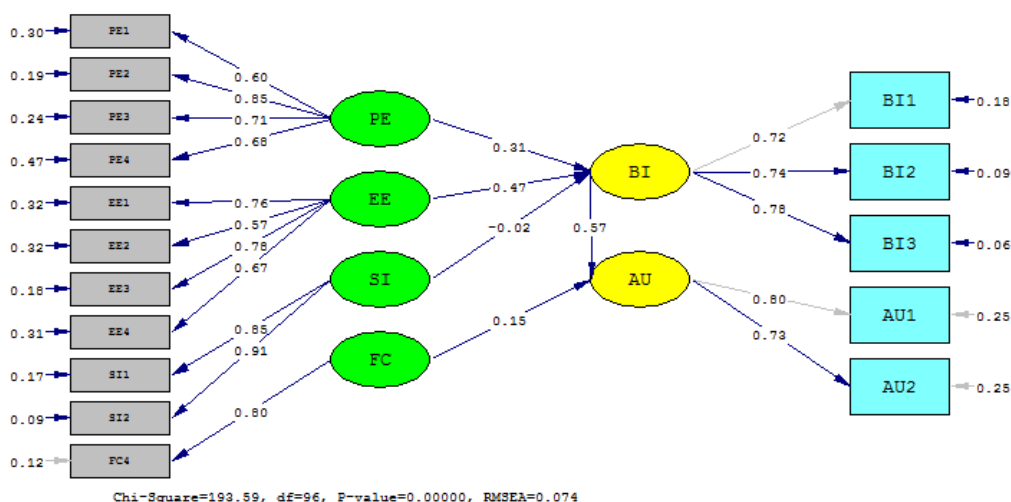 0.30 PE1
0.19 PE2
0.24 PE3
0.47 PE4
0.32 EE1
0.32 EE2
0.18 EE3
0.31 EE4
0.17 SI1
0.09 SI2
0.12 FC4
0.60
0.85
0.71
0.68
0.76
0.57
0.78
0.67
0.85
0.91
0.80
PE
EE
SI
FC
0.31
0.47
-0.02
0.57
0.15
BI
AU
0.72
0.74
0.78
0.80
0.73
BI1 0.18
BI2 0.09
BI3 0.06
AU1 0.25
AU2 0.25
Chi-Square=193.59, df=96, P-value=0.00000, RMSEA=0.074